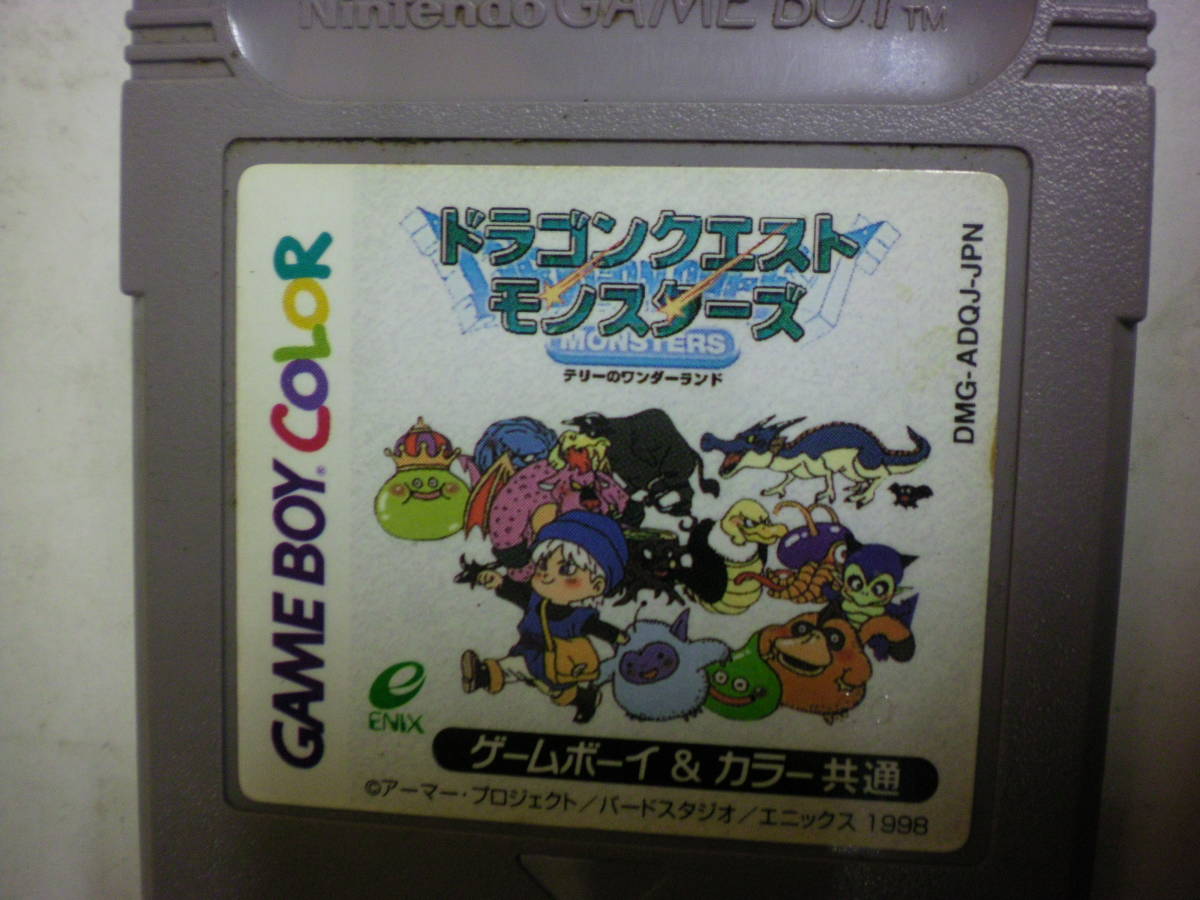 Nintendo GAME BOY TM
GAME BOY COLOR
ドラゴンクエスト
モンスターズ
MONSTERS
テリーのワンダーランド
DMG-ADQJ-JPN
ENIX
ゲームボーイ & カラー共通
©アーマー・プロジェクト/バードスタジオ/エニックス 1998